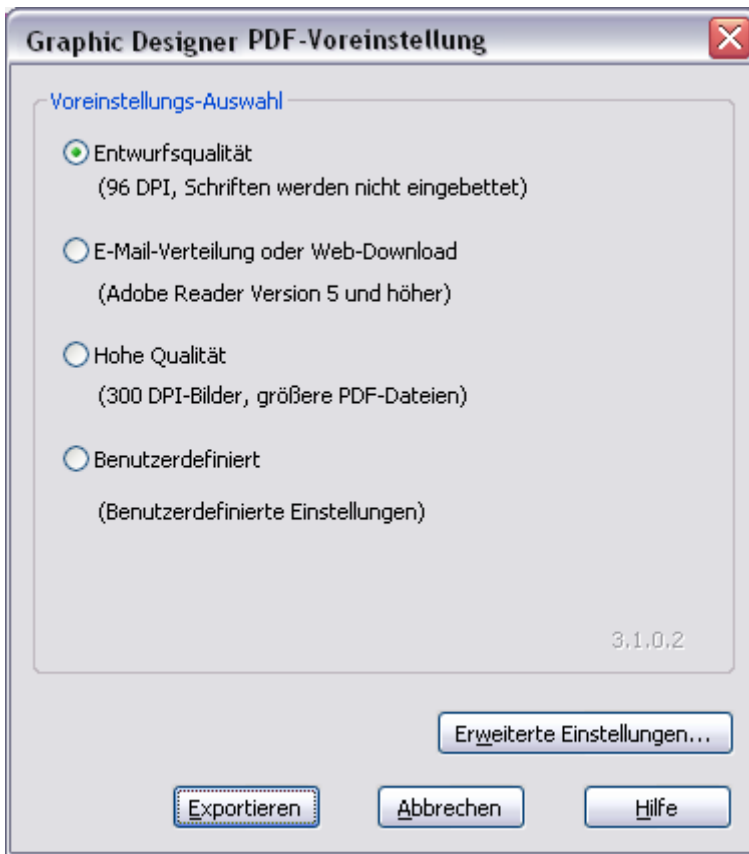 Graphic Designer PDF-Voreinstellung
Voreinstellungs-Auswahl
Entwurfsqualität
(96 DPI, Schriften werden nicht eingebettet)
E-Mail-Verteilung oder Web-Download
(Adobe Reader Version 5 und höher)
Hohe Qualität
(300 DPI-Bilder, größere PDF-Dateien)
Benutzerdefiniert
(Benutzerdefinierte Einstellungen)
3.1.0.2
Erweiterte Einstellungen...
Exportieren Abbrechen Hilfe